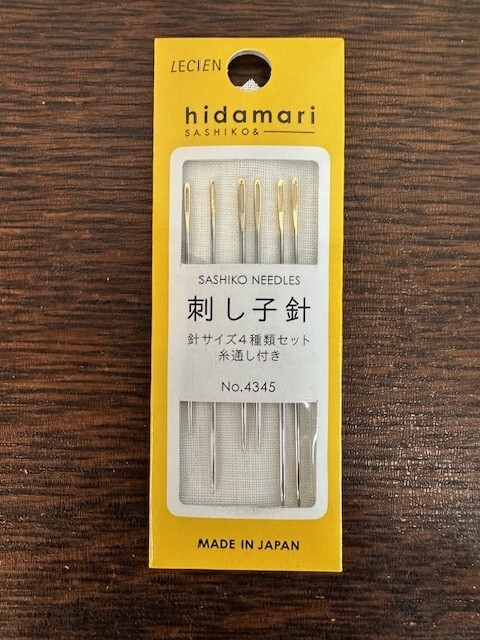 LECIEN
hidamari
SASHIKO&
SASHIKO NEEDLES
刺し子針
針サイズ4種類セット
糸通し付き
No.4345
MADE IN JAPAN